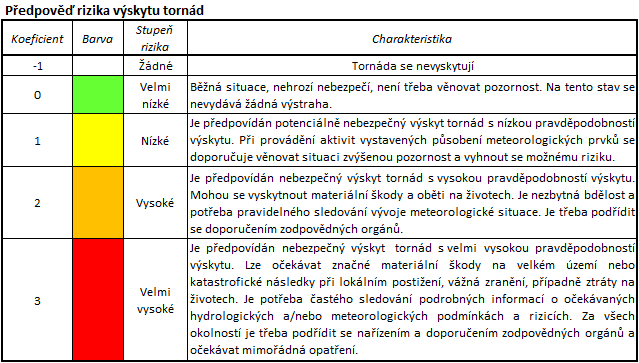 Předpověď rizika výskytu tornád
Koeficient Barva Stupeň rizika Charakteristika
-1 Žádné Tornáda se nevyskytují
0 Velmi nízké Běžná situace, nehrozí nebezpečí, není třeba věnovat pozornost. Na tento stav se
nevydává žádná výstraha.
1 Nízké Je předpovídán potenciálně nebezpečný výskyt tornád s nízkou pravděpodobností
výskytu. Při provádění aktivit vystavených působení meteorologických prvků se
doporučuje věnovat situaci zvýšenou pozornost a vyhnout se možnému riziku.
2 Vysoké Je předpovídán nebezpečný výskyt tornád s vysokou pravděpodobností výskytu.
Mohou se vyskytnout materiální škody a oběti na životech. Je nezbytná bdělost a
potřeba pravidelného sledování vývoje meteorologické situace. Je třeba podřídit
se doporučením zodpovědných orgánů.
3 Velmi vysoké Je předpovídán nebezpečný výskyt tornád s velmi vysokou pravděpodobností
výskytu. Lze očekávat značné materiální škody na velkém území nebo
katastrofické následky při lokálním postižení, vážná zranění, případně ztráty na
životech. Je potřeba častého sledování podrobných informací o očekávaných
hydrologických a/nebo meteorologických podmínkách a rizicích. Za všech
okolností je třeba podřídit se nařízením a doporučením zodpovědných orgánů a
očekávat mimořádná opatření.